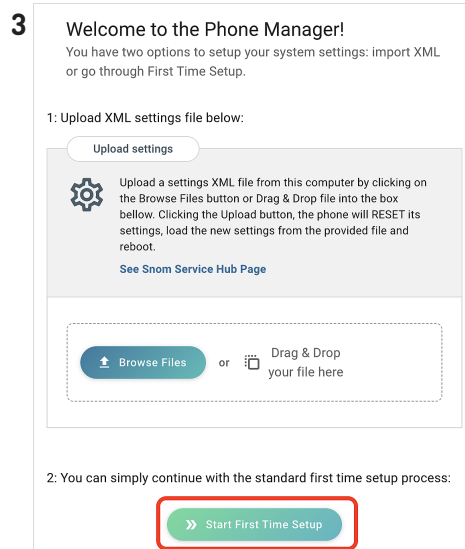 3
Welcome to the Phone Manager!
You have two options to setup your system settings: import XML
or go through First Time Setup.
1: Upload XML settings file below:
Upload settings
Upload a settings XML file from this computer by clicking on
the Browse Files button or Drag & Drop file into the box
bellow. Clicking the Upload button, the phone will RESET its
settings, load the new settings from the provided file and
reboot.
See Snom Service Hub Page
Browse Files or Drag & Drop
your file here
2: You can simply continue with the standard first time setup process:
Start First Time Setup